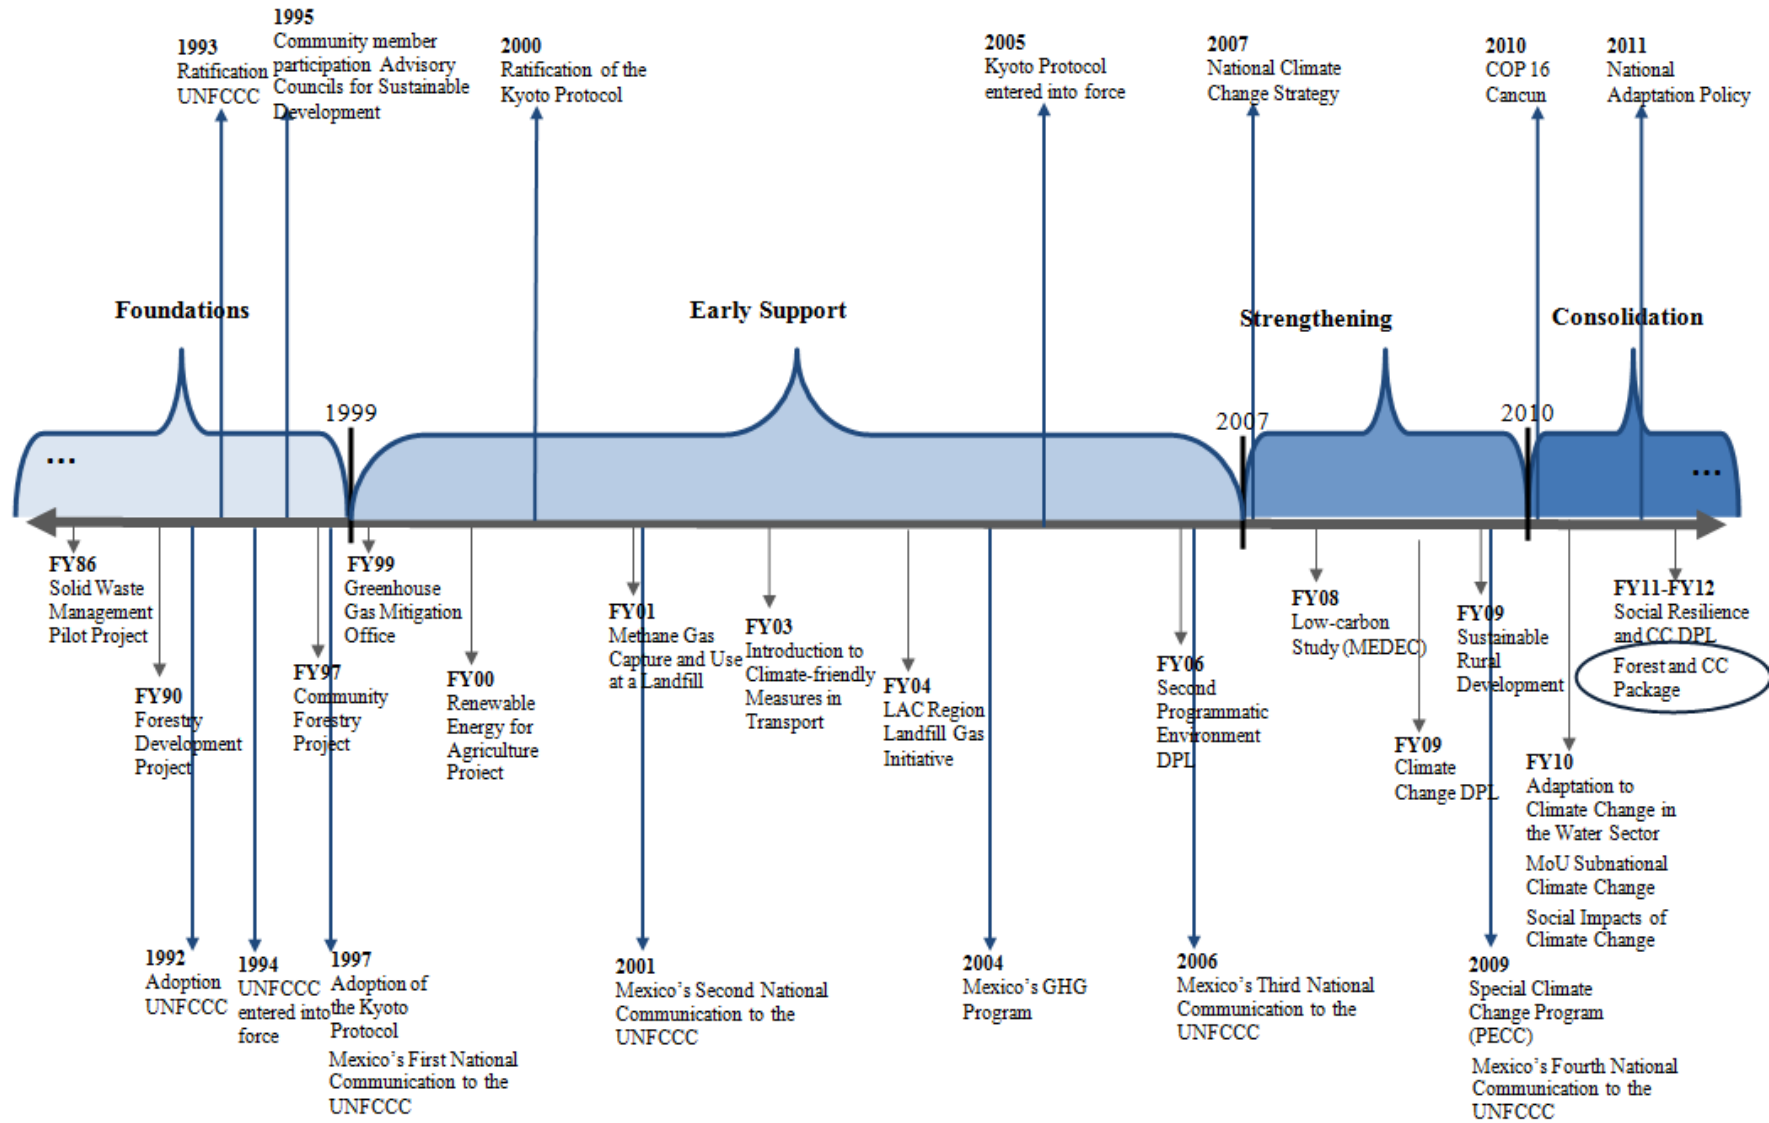 1993
Ratification
UNFCCC
1995
Community member
participation Advisory
Councils for Sustainable
Development
2000
Ratification of the
Kyoto Protocol
2005
Kyoto Protocol
entered into force
2007
National Climate
Change Strategy
2010
COP 16
Cancun
2011
National
Adaptation Policy
Foundations
Early Support
Strengthening
Consolidation
1999
2007
2010
...
...
FY86
Solid Waste
Management
Pilot Project
FY90
Forestry
Development
Project
FY97
Community
Forestry
Project
FY99
Greenhouse
Gas Mitigation
Office
FY00
Renewable
Energy for
Agriculture
Project
FY01
Methane Gas
Capture and Use
at a Landfill
FY03
Introduction to
Climate-friendly
Measures in
Transport
FY04
LAC Region
Landfill Gas
Initiative
FY06
Second
Programmatic
Environment
DPL
FY08
Low-carbon
Study (MEDEC)
FY09
Climate
Change DPL
FY09
Sustainable
Rural
Development
FY10
Adaptation to
Climate Change in
the Water Sector
MoU Subnational
Climate Change
Social Impacts of
Climate Change
FY11-FY12
Social Resilience
and CC DPL
Forest and CC
Package
1992
Adoption
UNFCCC
1994
UNFCCC
entered into
force
1997
Adoption of
the Kyoto
Protocol
Mexico's First National
Communication to the
UNFCCC
2001
Mexico's Second National
Communication to the
UNFCCC
2004
Mexico's GHG
Program
2006
Mexico's Third National
Communication to the
UNFCCC
2009
Special Climate
Change Program
(PECC)
Mexico's Fourth National
Communication to the
UNFCCC